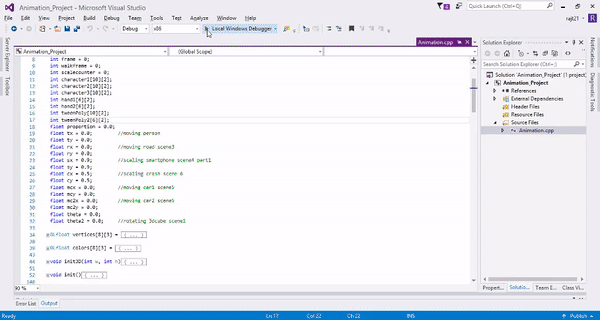 Animation_Project - Microsoft Visual Studio
Quick Launch (Ctrl+Q)
File Edit View Project Build Debug Team Tools Test Analyze Window Help
rajit21
Debug x86 Local Windows Debugger
Server Explorer
Toolbox
Animation.cpp
Animation_Project (Global Scope)
8 int frame = 0;
9 int walkframe = 0;
10 int scalecounter = 0;
11 int character1[10][2];
12 int character2[10][2];
13 int character3[10][2];
14 int hand1[6][2];
15 int hand2[6][2];
16 int tweenPoly[10][2];
17 int tweenPoly2[6][2];
18 float proportion = 0.0;
19 float tx = 0.0; //moving person
20 float ty = 0.0;
21 float rx = 0.0; //moving road scene3
22 float ry = 0.0;
23 float sx = 0.9; //scaling smartphone scene4 part1
24 float sy = 0.9;
25 float cx = 0.5; //Scaling crash scene 6
26 float cy = 0.5;
27 float mcx = 0.0; //moving car1 scene5
28 float mcy = 0.0;
29 float mc2x = 0.0; //moving car2 scene5
30 float mc2y = 0.0;
31 float theta = 0.0;
32 float theta2 = 0.0; //rotating 3dcube scene1
33
34 float vertices[8][3] = { ... }
39 float colors[8][3] = { ... }
44 void init3D(int w, int h){ ... }
57 void init(){ ... }
90 %
Solution Explorer
Search Solution Explorer (Ctrl+;)
Solution 'Animation_Project' (1 project)
Animation_Project
References
External Dependencies
Header Files
Resource Files
Source Files
Animation.cpp
Notifications
Diagnostic Tools
Propert... Solutio... Team E... Class Vi...
Error List Output
Ln 17 Col 22 Ch 22 INS Publish